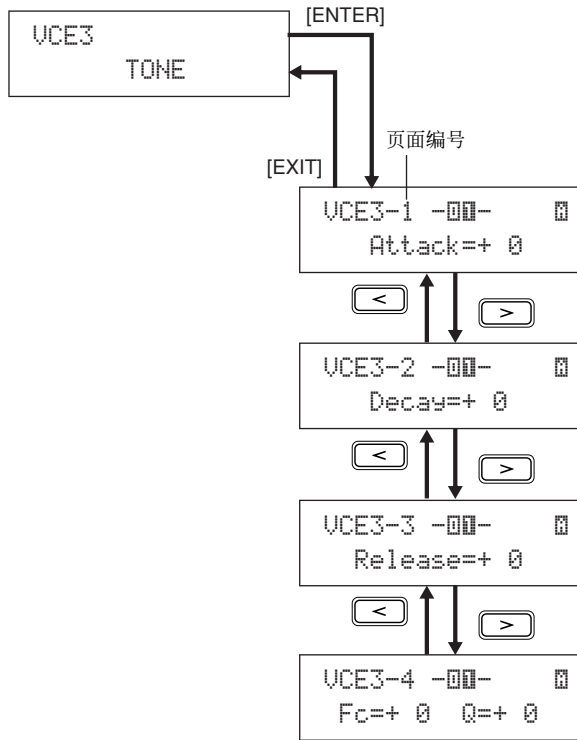 [ENTER]
VCE3
TONE
[EXIT]
页面编号
VCE3-1 -01-
Attack=+ 0
< >
VCE3-2 -01-
Decay=+ 0
< >
VCE3-3 -01-
Release=+ 0
< >
VCE3-4 -01-
Fc=+ 0 Q=+ 0